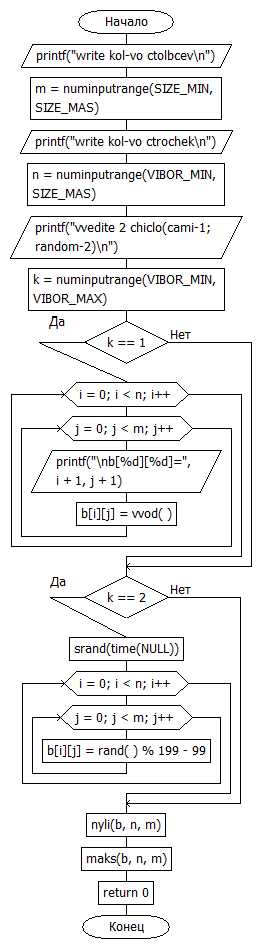 Начало
printf("write kol-vo ctolbcev\n")
m = numinputrange(SIZE_MIN,
SIZE_MAS)
printf("write kol-vo ctrochek\n")
n = numinputrange(VIBOR_MIN,
SIZE_MAS)
printf("vvedite 2 chiclo(cami-1;
random-2)\n")
k = numinputrange(VIBOR_MIN,
VIBOR_MAX)
Да
k == 1
Нет
i = 0; i < n; i++
j = 0; j < m; j++
printf("\nb[%d][%d]=",
i + 1, j + 1)
b[i][j] = vvod( )
Да
k == 2
Нет
srand(time(NULL))
i = 0; i < n; i++
j = 0; j < m; j++
b[i][j] = rand( ) % 199 - 99
nyli(b, n, m)
maks(b, n, m)
return 0
Конец